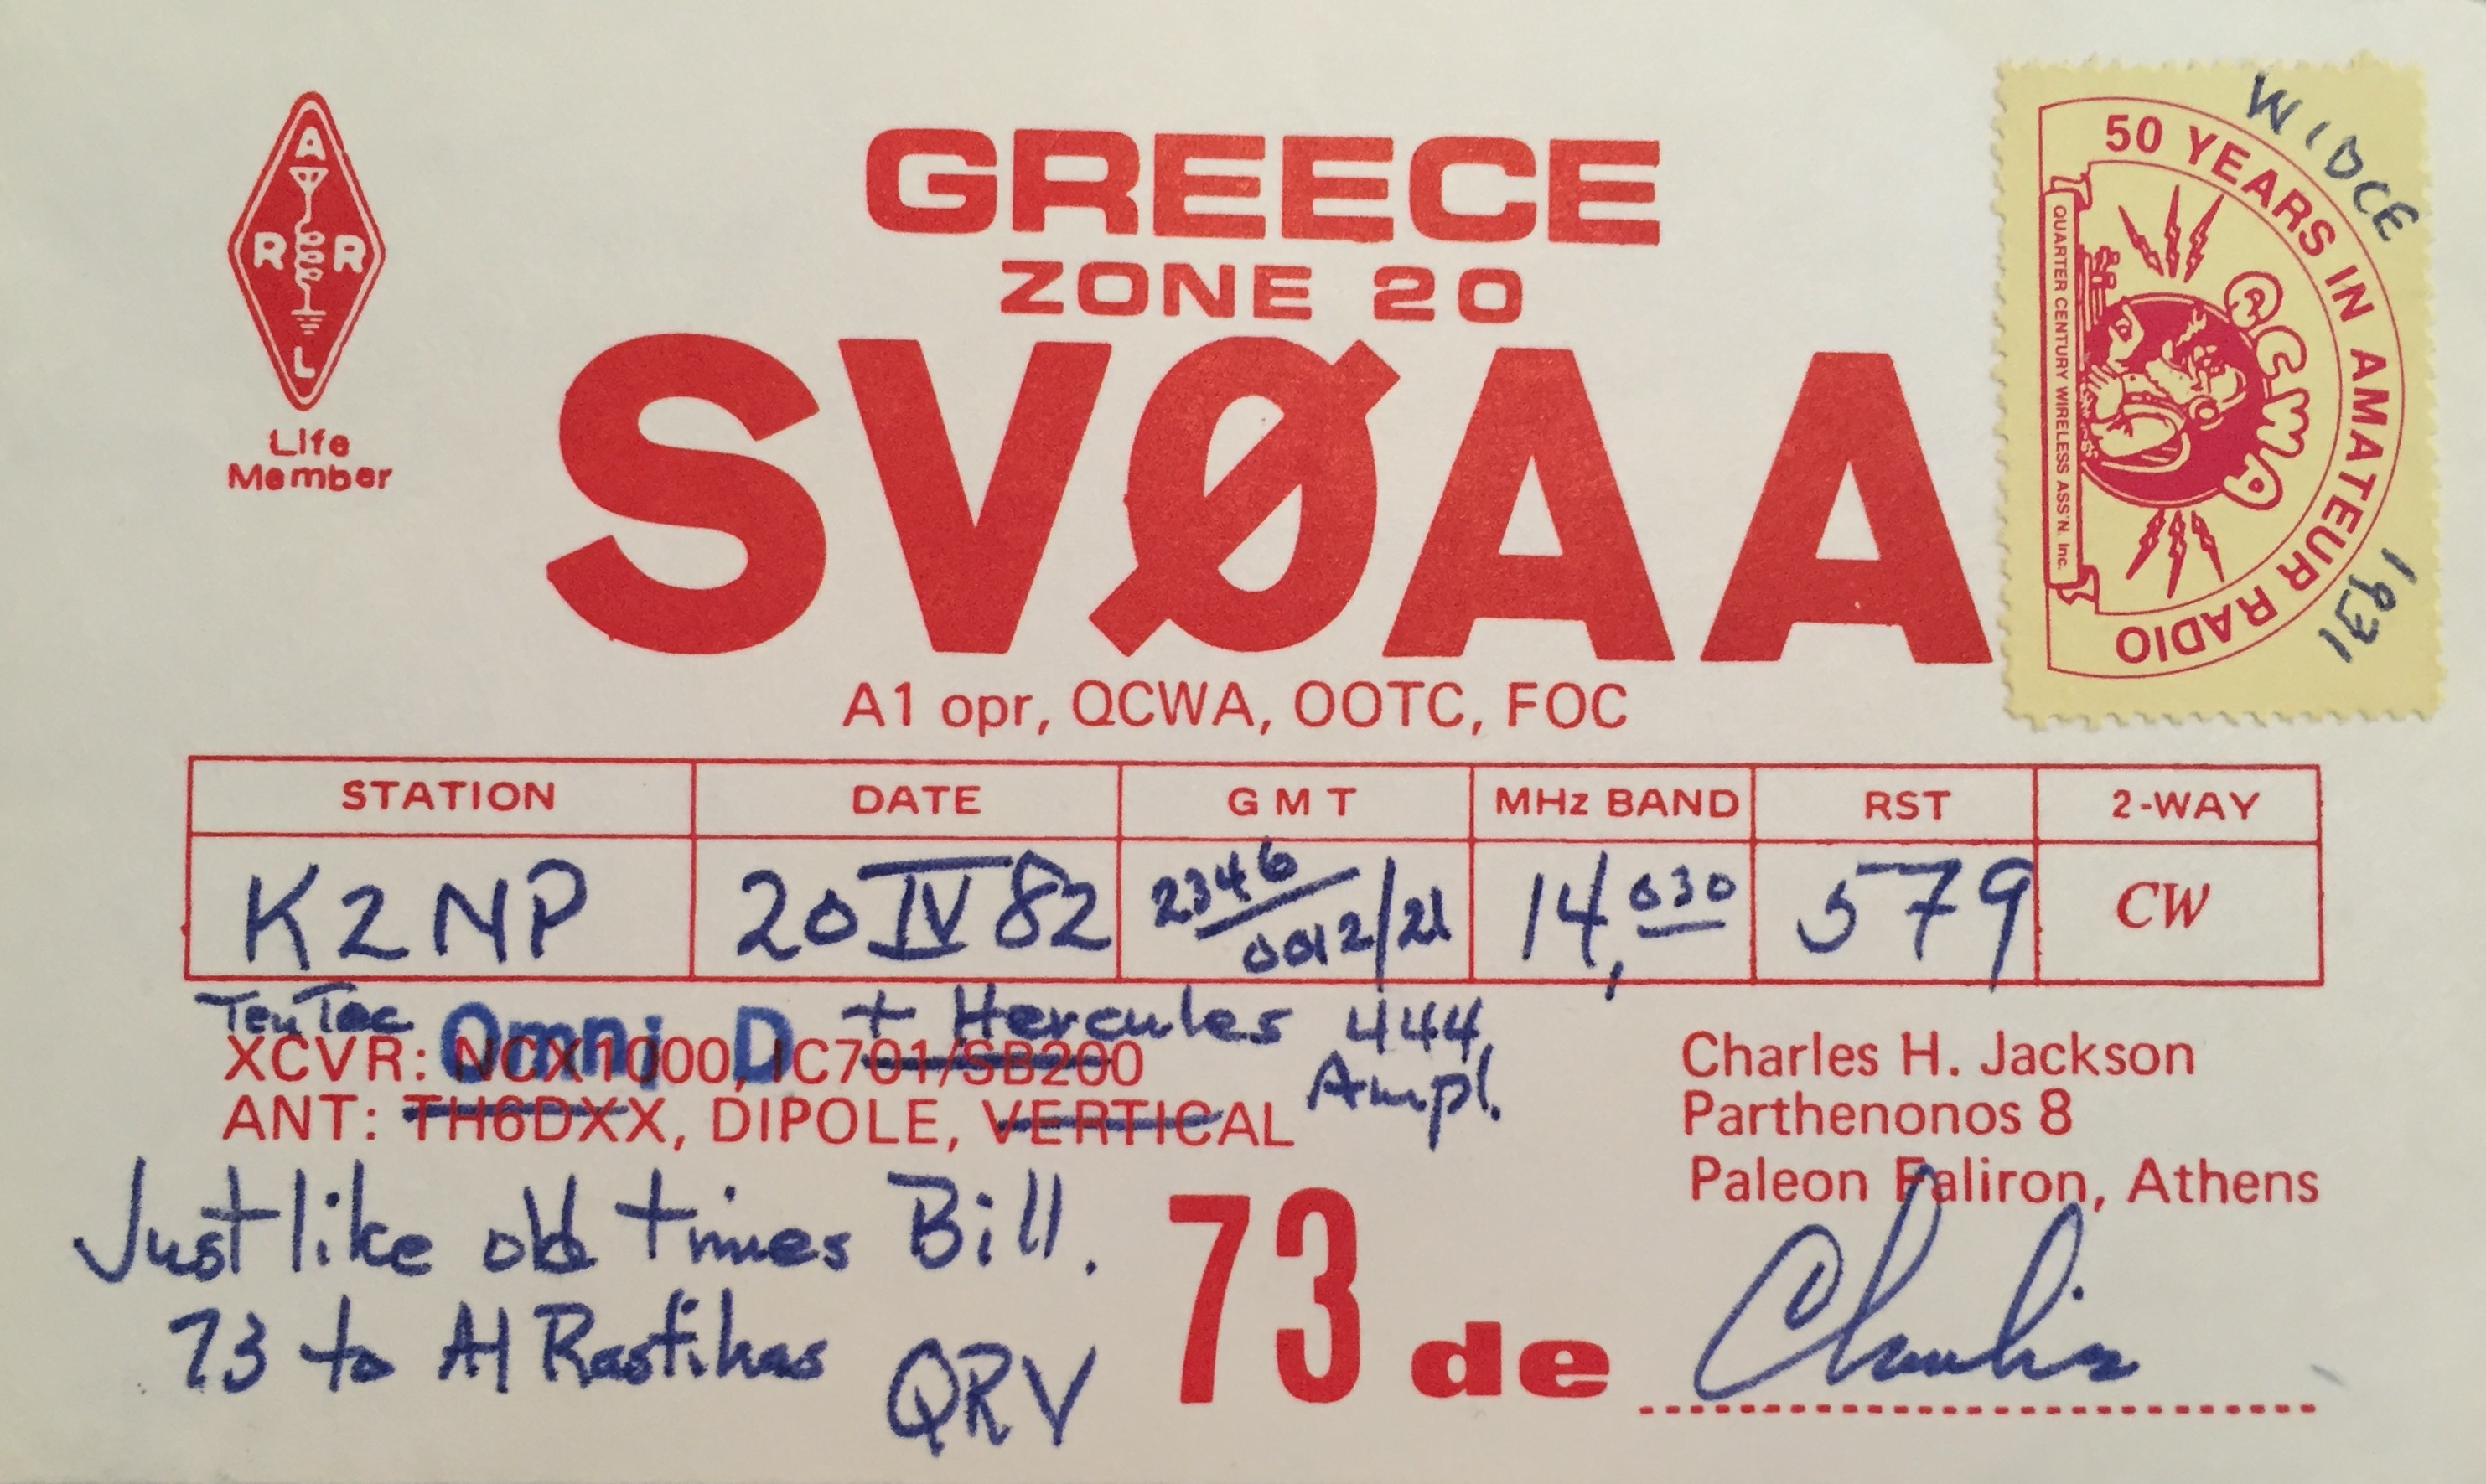 A
R R
L
Life
Member
GREECE
ZONE 20
SVØAA
A1 opr, QCWA, OOTC, FOC
W1DCE
50 YEARS IN AMATEUR RADIO
QCWA
QUARTER CENTURY WIRELESS ASS'N. Inc.
1931
STATION DATE GMT MHz BAND RST 2-WAY
K2NP 20 IV 82 2346/0012/21 14,030 579 CW
TenTec Omni D + Hercules 444
Ampl.
XCVR: NCX1000, IC701/SB200
ANT: TH6DXX, DIPOLE, VERTICAL
Charles H. Jackson
Parthenonos 8
Paleon Faliron, Athens
Just like old times Bill.
73 to Al Rastikas
QRV
73 de Charlie